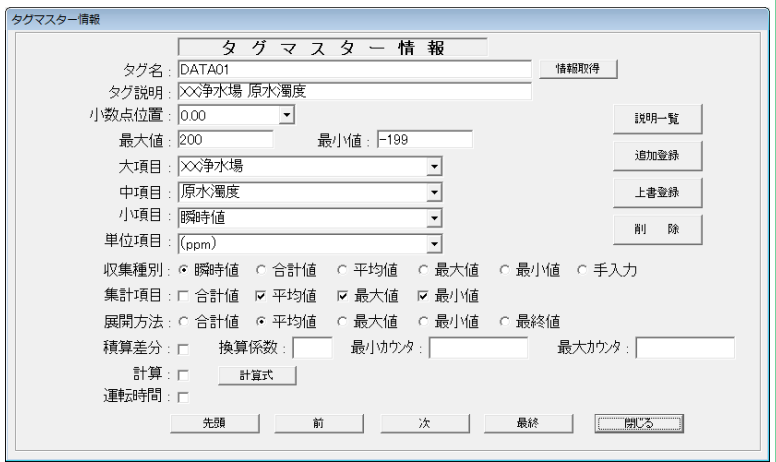 タグマスター情報
タグマスター情報
タグ名：DATA01 情報取得
タグ説明：XX浄水場 原水濁度
小数点位置：0.00 説明一覧
最大値：200 最小値：-199
追加登録
大項目：XX浄水場
中項目：原水濁度 上書登録
小項目：瞬時値
削 除
単位項目：(ppm)
収集種別：瞬時値 合計値 平均値 最大値 最小値 手入力
集計項目：合計値 平均値 最大値 最小値
展開方法：合計値 平均値 最大値 最小値 最終値
積算差分： 換算係数： 最小カウンタ： 最大カウンタ：
計算： 計算式
運転時間：
先頭 前 次 最終 閉じる